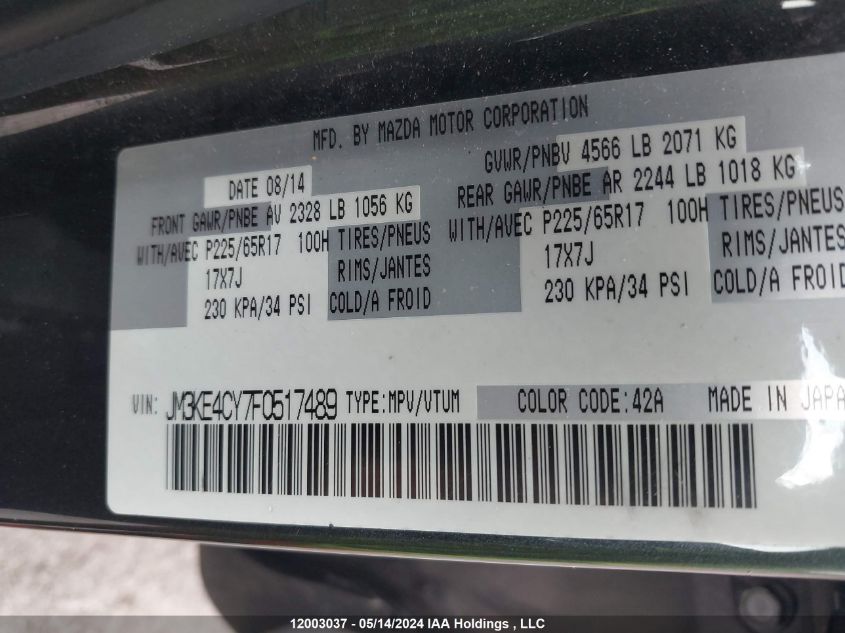 MFD. BY MAZDA MOTOR CORPORATION
DATE 08/14 GVWR/PNBV 4566 LB 2071 KG
FRONT GAWR/PNBE AV 2328 LB 1056 KG REAR GAWR/PNBE AR 2244 LB 1018 KG
WITH/AVEC P225/65R17 100H TIRES/PNEUS WITH/AVEC P225/65R17 100H TIRES/PNEUS
17X7J RIMS/JANTES 17X7J RIMS/JANTES
230 KPA/34 PSI COLD/A FROID 230 KPA/34 PSI COLD/A FROID
VIN: JM3KE4CY7F0517489 TYPE:MPV/VTUM COLOR CODE:42A MADE IN JAPA
12003037 - 05/14/2024 IAA Holdings , LLC